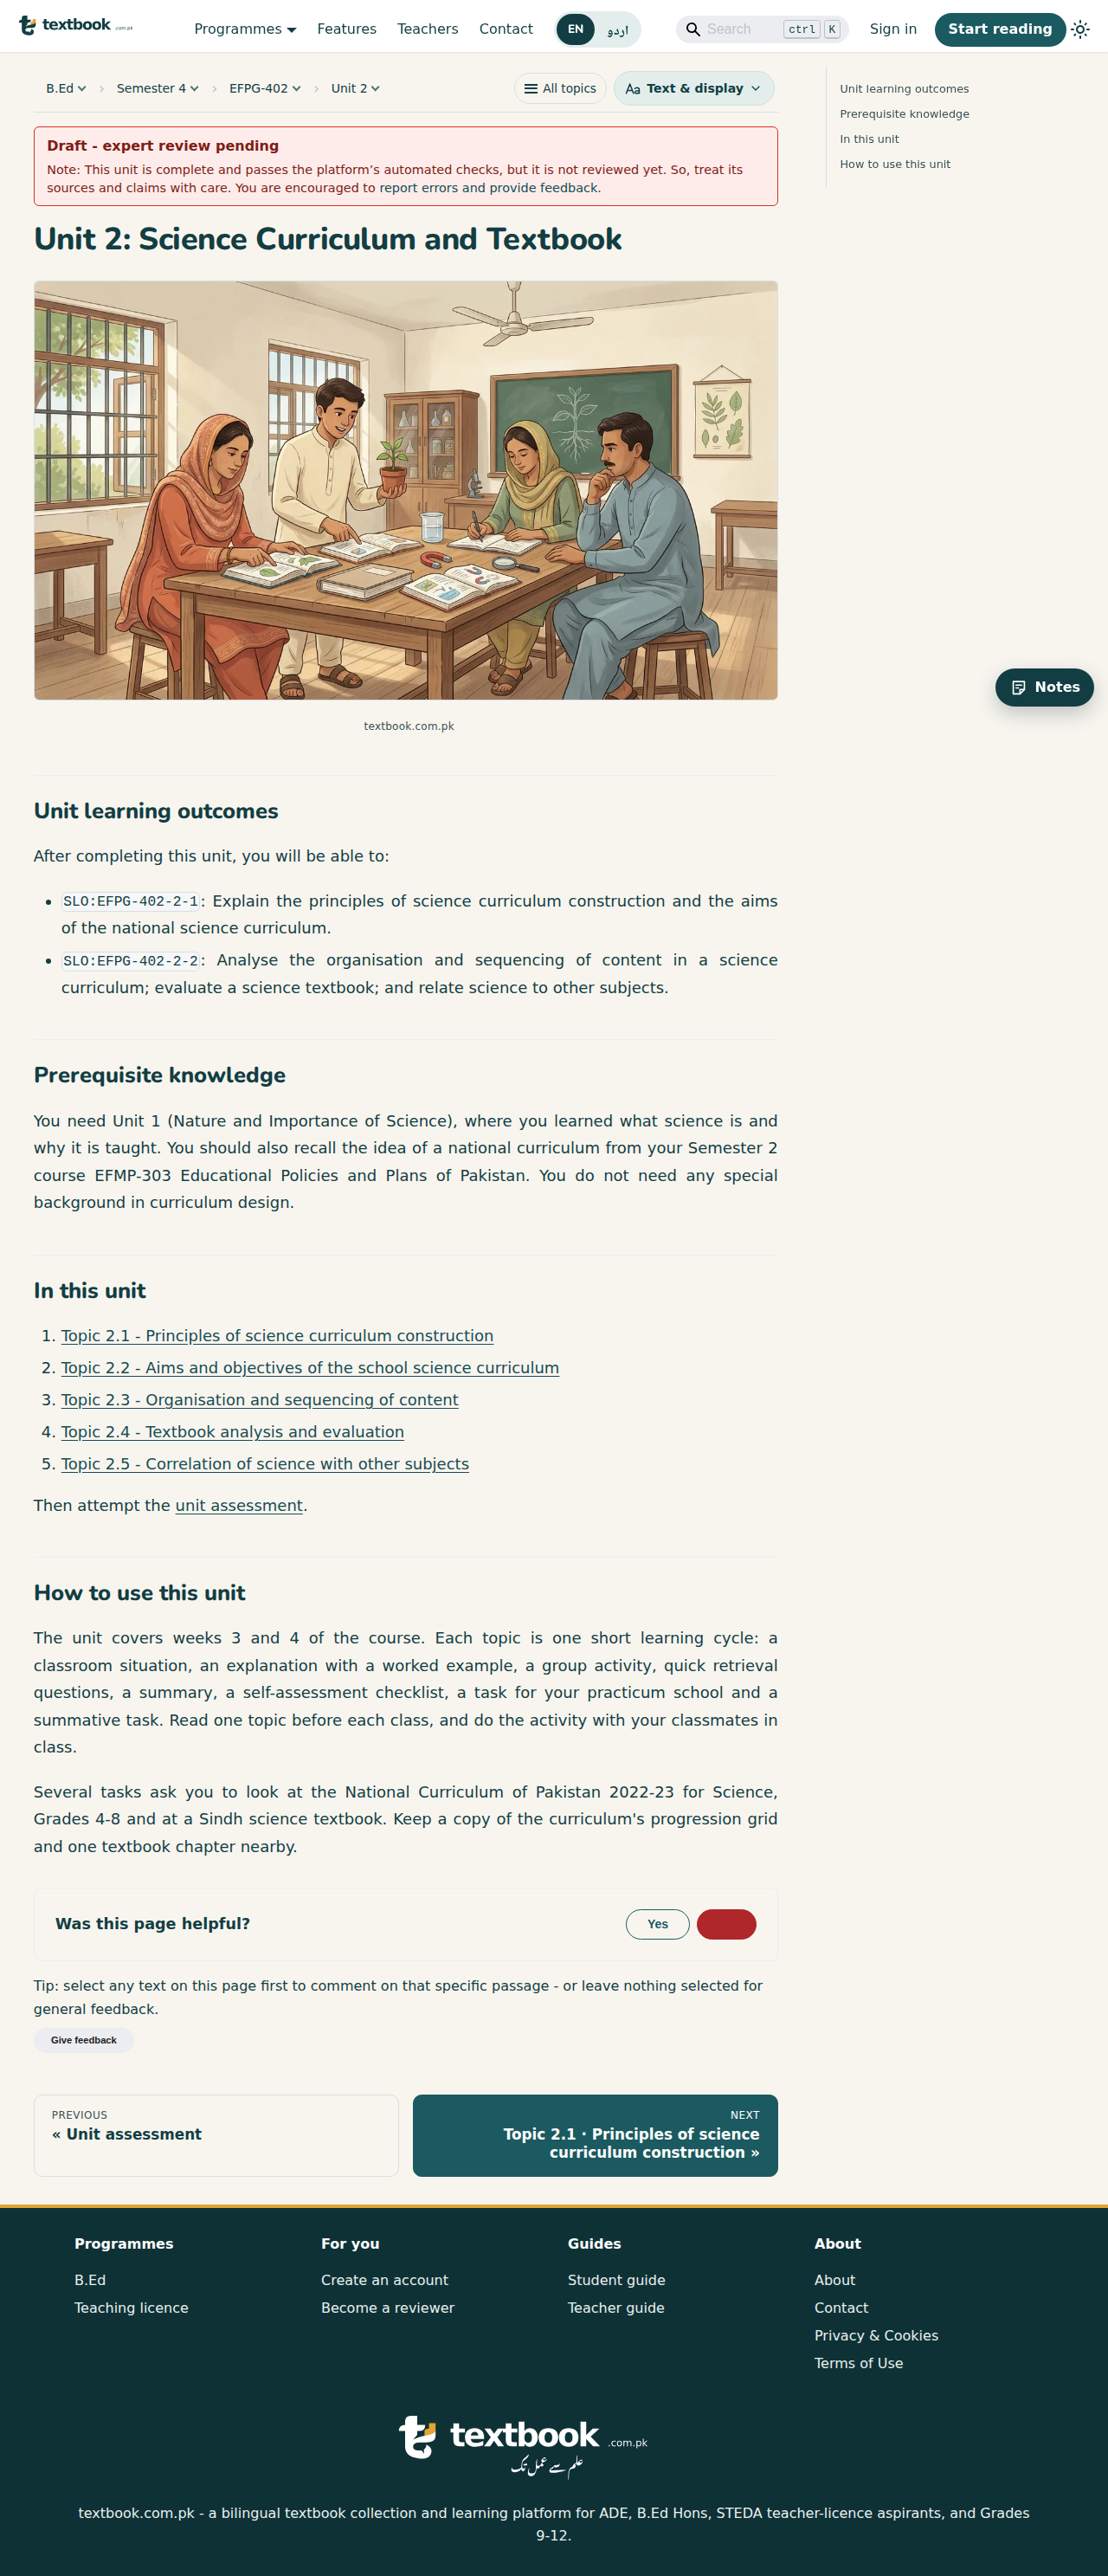 textbook .com.pk
Programmes Features Teachers Contact EN اردو Search ctrl K Sign in Start reading
B.Ed › Semester 4 › EFPG-402 › Unit 2 All topics Aa Text & display
Unit learning outcomes
Prerequisite knowledge
In this unit
How to use this unit
Draft - expert review pending
Note: This unit is complete and passes the platform’s automated checks, but it is not reviewed yet. So, treat its
sources and claims with care. You are encouraged to report errors and provide feedback.
Unit 2: Science Curriculum and Textbook
Notes
textbook.com.pk
Unit learning outcomes
After completing this unit, you will be able to:
• SLO:EFPG-402-2-1: Explain the principles of science curriculum construction and the aims
of the national science curriculum.
• SLO:EFPG-402-2-2: Analyse the organisation and sequencing of content in a science
curriculum; evaluate a science textbook; and relate science to other subjects.
Prerequisite knowledge
You need Unit 1 (Nature and Importance of Science), where you learned what science is and
why it is taught. You should also recall the idea of a national curriculum from your Semester 2
course EFMP-303 Educational Policies and Plans of Pakistan. You do not need any special
background in curriculum design.
In this unit
1. Topic 2.1 - Principles of science curriculum construction
2. Topic 2.2 - Aims and objectives of the school science curriculum
3. Topic 2.3 - Organisation and sequencing of content
4. Topic 2.4 - Textbook analysis and evaluation
5. Topic 2.5 - Correlation of science with other subjects
Then attempt the unit assessment.
How to use this unit
The unit covers weeks 3 and 4 of the course. Each topic is one short learning cycle: a
classroom situation, an explanation with a worked example, a group activity, quick retrieval
questions, a summary, a self-assessment checklist, a task for your practicum school and a
summative task. Read one topic before each class, and do the activity with your classmates in
class.
Several tasks ask you to look at the National Curriculum of Pakistan 2022-23 for Science,
Grades 4-8 and at a Sindh science textbook. Keep a copy of the curriculum's progression grid
and one textbook chapter nearby.
Was this page helpful? Yes
Tip: select any text on this page first to comment on that specific passage - or leave nothing selected for
general feedback.
Give feedback
PREVIOUS
« Unit assessment
NEXT
Topic 2.1 · Principles of science
curriculum construction »
Programmes
B.Ed
Teaching licence
For you
Create an account
Become a reviewer
Guides
Student guide
Teacher guide
About
About
Contact
Privacy & Cookies
Terms of Use
textbook .com.pk
علم سے عمل تک
textbook.com.pk - a bilingual textbook collection and learning platform for ADE, B.Ed Hons, STEDA teacher-licence aspirants, and Grades
9-12.